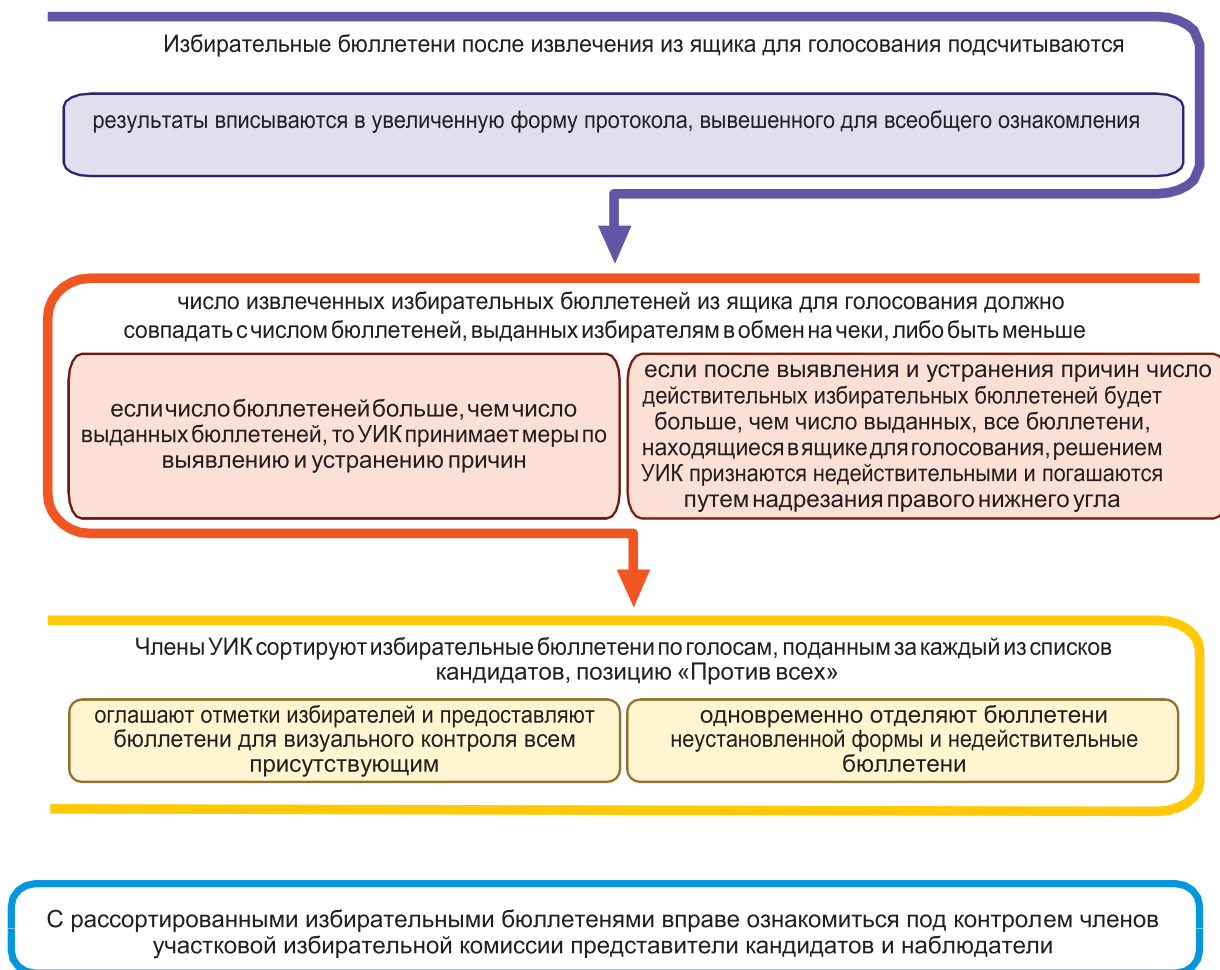 Избирательные бюллетени после извлечения из ящика для голосования подсчитываются
результаты вписываются в увеличенную форму протокола, вывешенного для всеобщего ознакомления
число извлеченных избирательных бюллетеней из ящика для голосования должно
совпадать с числом бюллетеней, выданных избирателям в обмен на чеки, либо быть меньше
если число бюллетеней больше, чем число
выданных бюллетеней, то УИК принимает меры по
выявлению и устранению причин
если после выявления и устранения причин число
действительных избирательных бюллетеней будет
больше, чем число выданных, все бюллетени,
находящиеся в ящике для голосования, решением
УИК признаются недействительными и погашаются
путем надрезания правого нижнего угла
Члены УИК сортируют избирательные бюллетени по голосам, поданным за каждый из списков
кандидатов, позицию «Против всех»
оглашают отметки избирателей и предоставляют
бюллетени для визуального контроля всем
присутствующим
одновременно отделяют бюллетени
неустановленной формы и недействительные
бюллетени
С рассортированными избирательными бюллетенями вправе ознакомиться под контролем членов
участковой избирательной комиссии представители кандидатов и наблюдатели